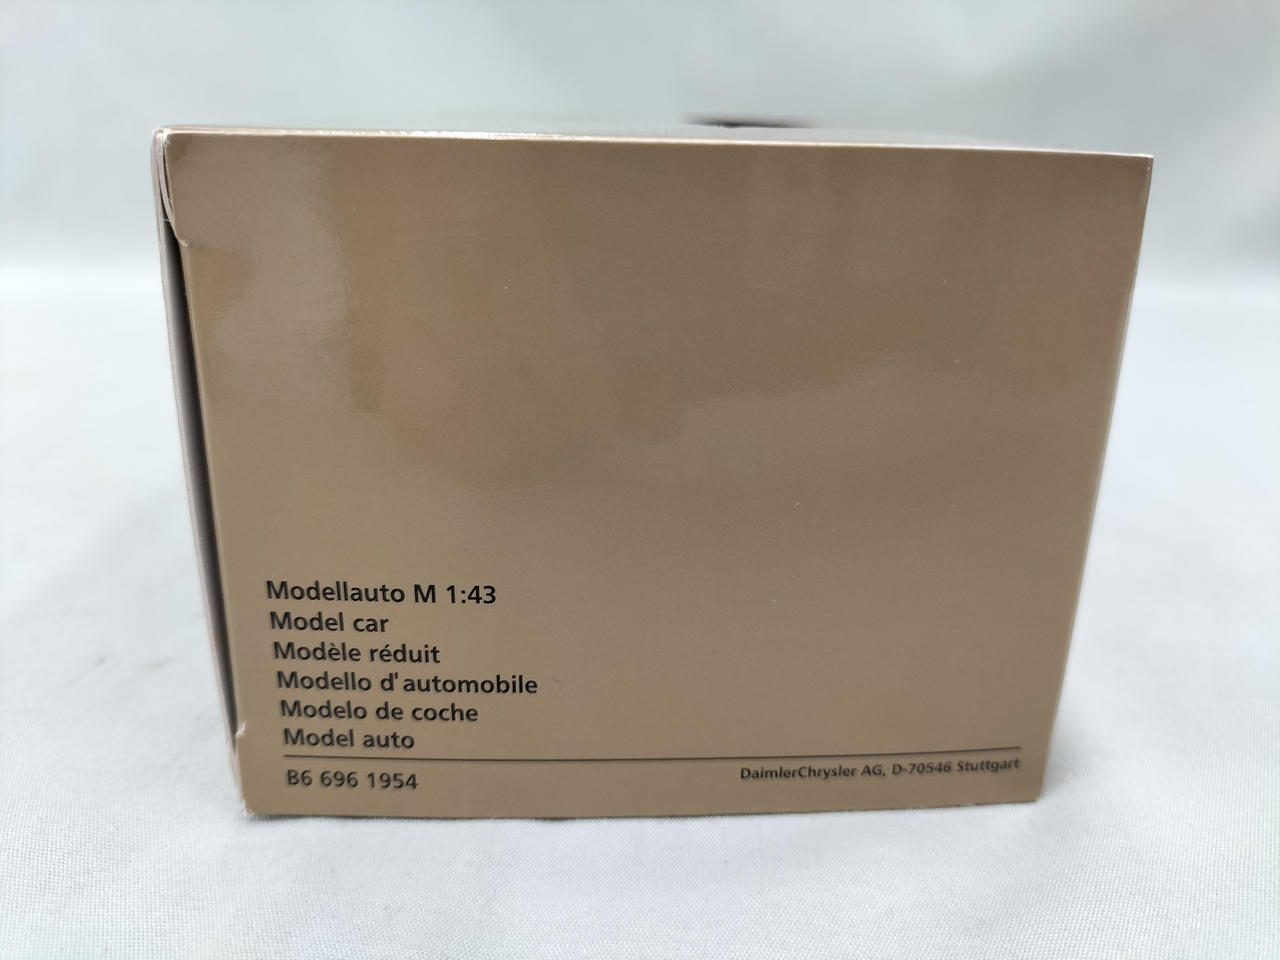 Modellauto M 1:43
Model car
Modèle réduit
Modello d'automobile
Modelo de coche
Model auto
B6 696 1954
DaimlerChrysler AG, D-70546 Stuttgart